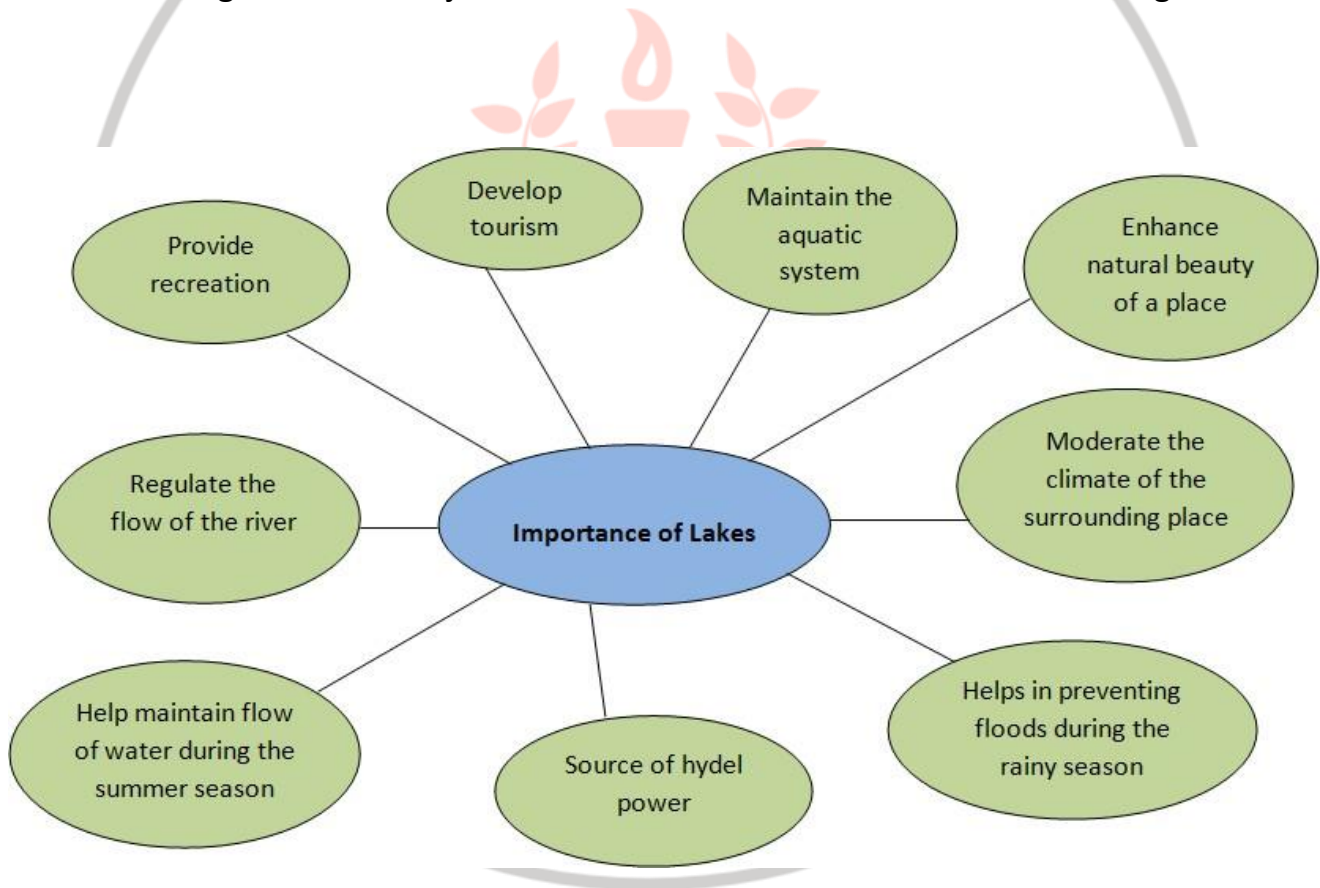 Provide
recreation
Develop
tourism
Maintain the
aquatic
system
Enhance
natural beauty
of a place
Regulate the
flow of the river
Importance of Lakes
Moderate the
climate of the
surrounding place
Help maintain flow
of water during the
summer season
Source of hydel
power
Helps in preventing
floods during the
rainy season